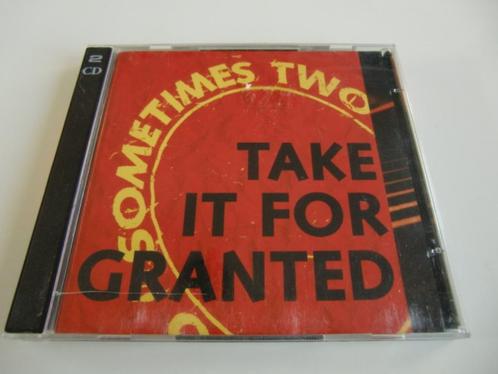 2
CD
SOMETIMES TWO
TAKE
IT FOR
GRANTED